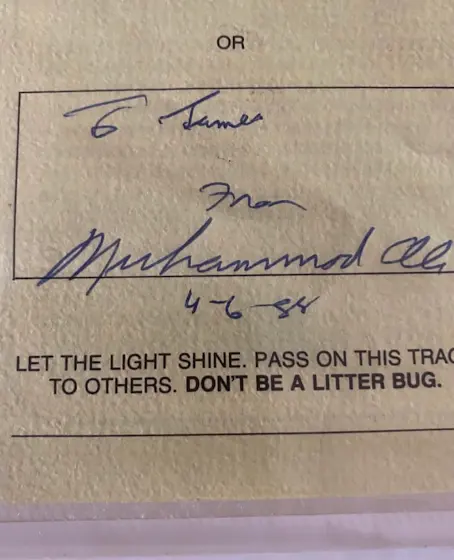 OR
To James
From
Muhammad Ali
4-6-88
LET THE LIGHT SHINE. PASS ON THIS TRAC
TO OTHERS. DON'T BE A LITTER BUG.